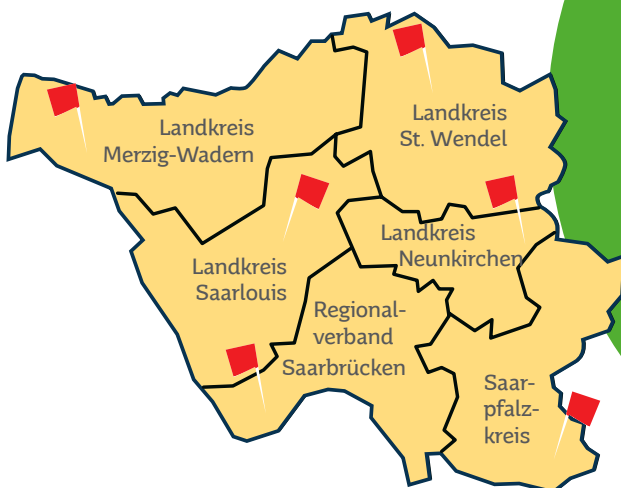 Landkreis
Merzig-Wadern
Landkreis
St. Wendel
Landkreis
Saarlouis
Landkreis
Neunkirchen
Regional-
verband
Saarbrücken
Saar-
pfalz-
kreis